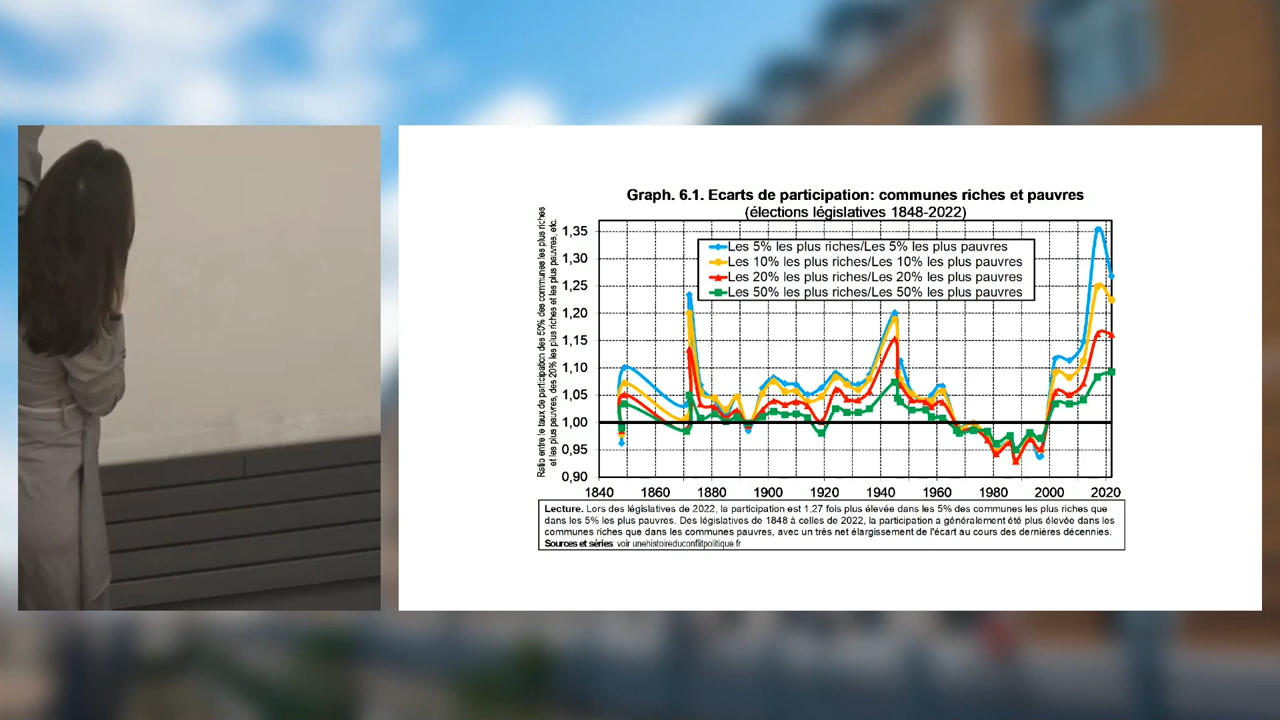 Graph. 6.1. Ecarts de participation: communes riches et pauvres
(élections législatives 1848-2022)
Ratio entre le taux de participation des 50% des communes les plus riches
et les plus pauvres, des 20% les plus riches et les plus pauvres, etc.
1,35
1,30
1,25
1,20
1,15
1,10
1,05
1,00
0,95
0,90
Les 5% les plus riches/Les 5% les plus pauvres
Les 10% les plus riches/Les 10% les plus pauvres
Les 20% les plus riches/Les 20% les plus pauvres
Les 50% les plus riches/Les 50% les plus pauvres
1840 1860 1880 1900 1920 1940 1960 1980 2000 2020
Lecture. Lors des législatives de 2022, la participation est 1,27 fois plus élevée dans les 5% des communes les plus riches que
dans les 5% les plus pauvres. Des législatives de 1848 à celles de 2022, la participation a généralement été plus élevée dans les
communes riches que dans les communes pauvres, avec un très net élargissement de l'écart au cours des dernières décennies.
Sources et séries: voir unehistoireduconflitpolitique.fr